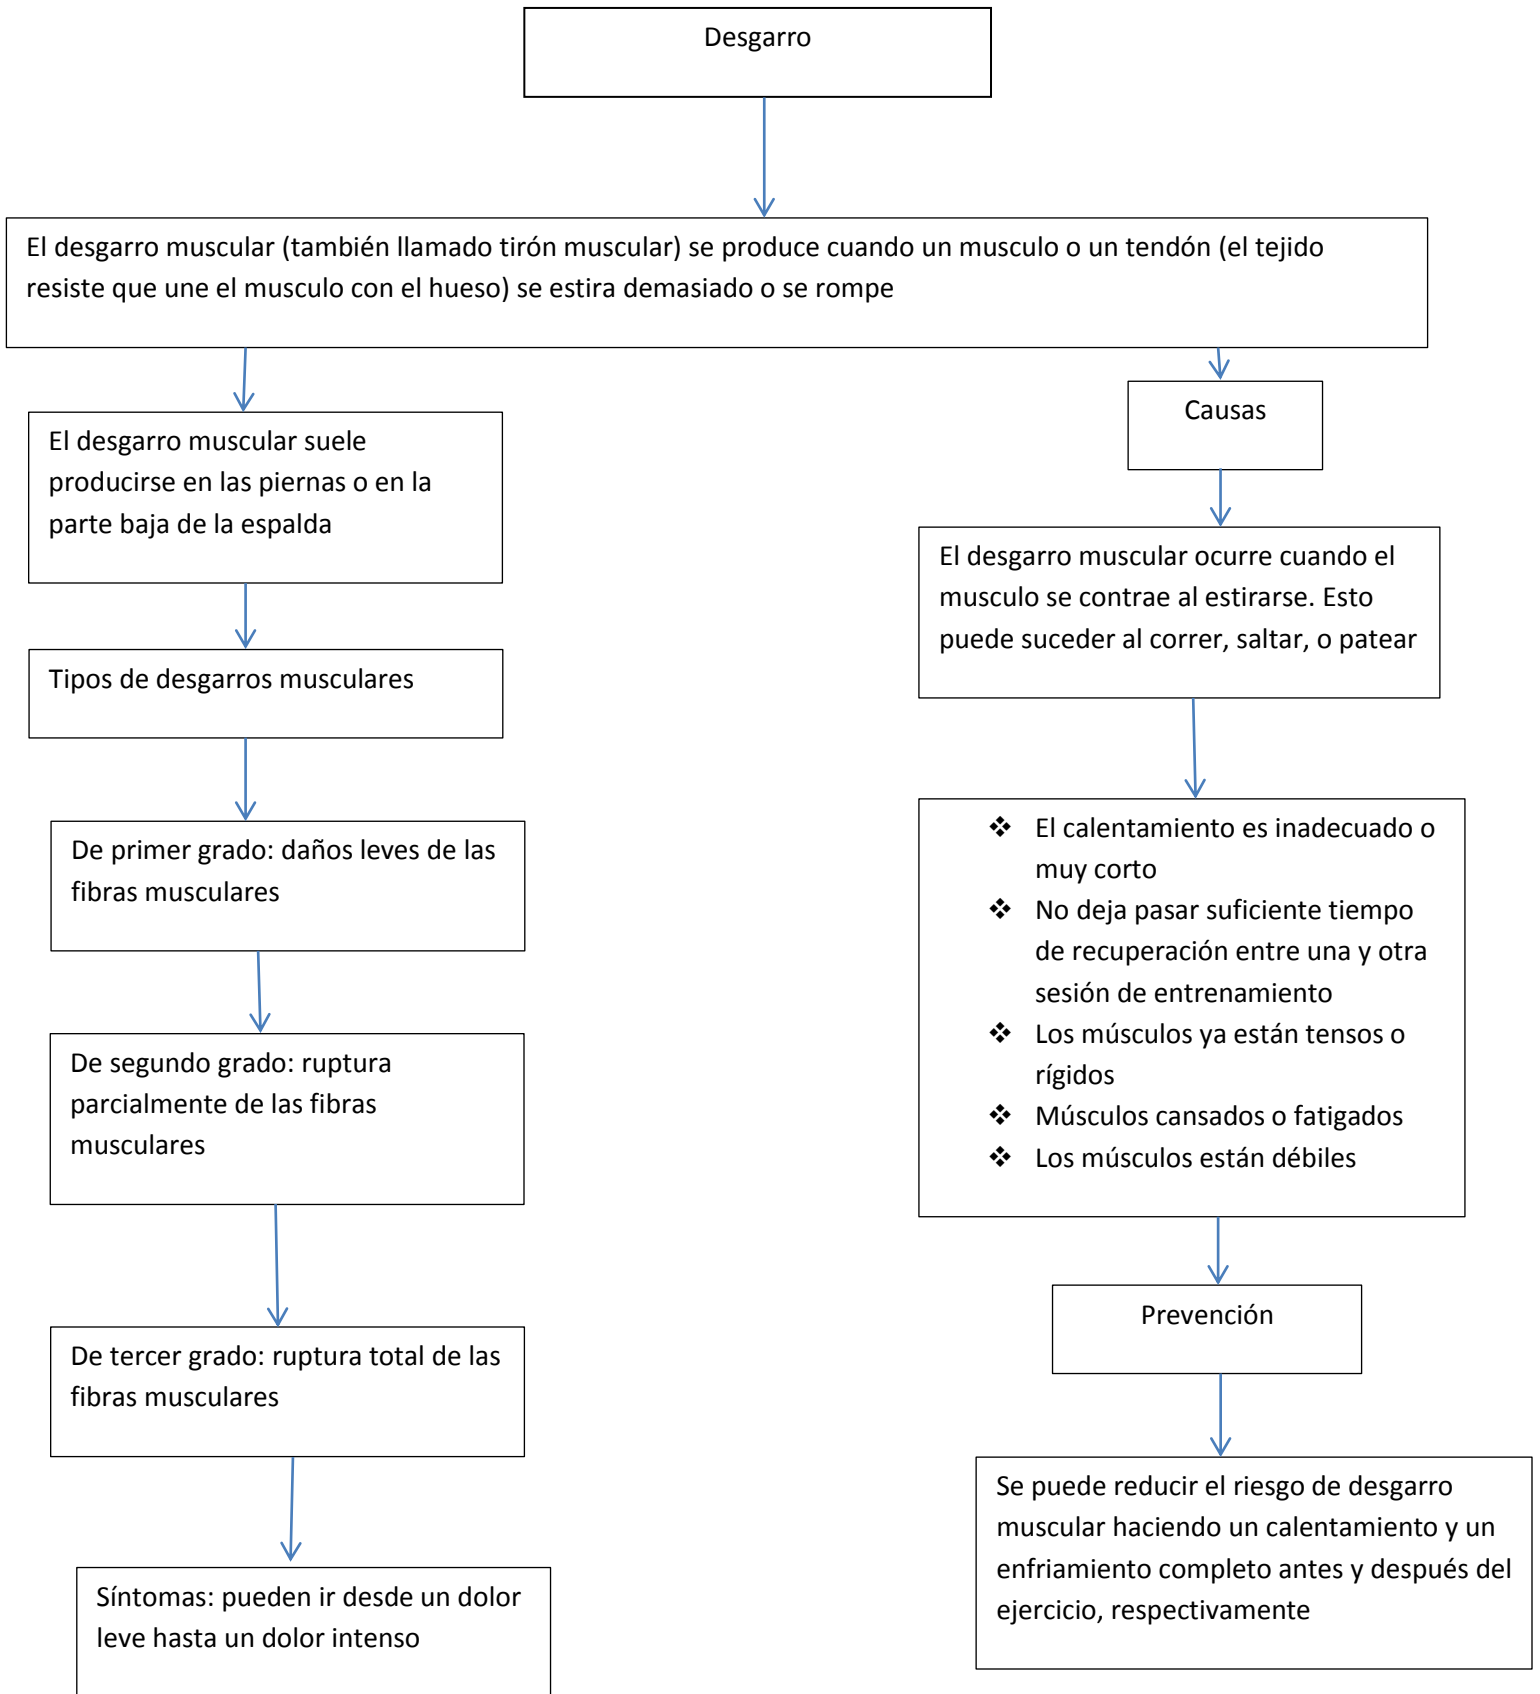 Desgarro
El desgarro muscular (también llamado tirón muscular) se produce cuando un musculo o un tendón (el tejido
resiste que une el musculo con el hueso) se estira demasiado o se rompe
El desgarro muscular suele
producirse en las piernas o en la
parte baja de la espalda
Tipos de desgarros musculares
De primer grado: daños leves de las
fibras musculares
De segundo grado: ruptura
parcialmente de las fibras
musculares
De tercer grado: ruptura total de las
fibras musculares
Síntomas: pueden ir desde un dolor
leve hasta un dolor intenso
Causas
El desgarro muscular ocurre cuando el
musculo se contrae al estirarse. Esto
puede suceder al correr, saltar, o patear
❖ El calentamiento es inadecuado o
muy corto
❖ No deja pasar suficiente tiempo
de recuperación entre una y otra
sesión de entrenamiento
❖ Los músculos ya están tensos o
rígidos
❖ Músculos cansados o fatigados
❖ Los músculos están débiles
Prevención
Se puede reducir el riesgo de desgarro
muscular haciendo un calentamiento y un
enfriamiento completo antes y después del
ejercicio, respectivamente